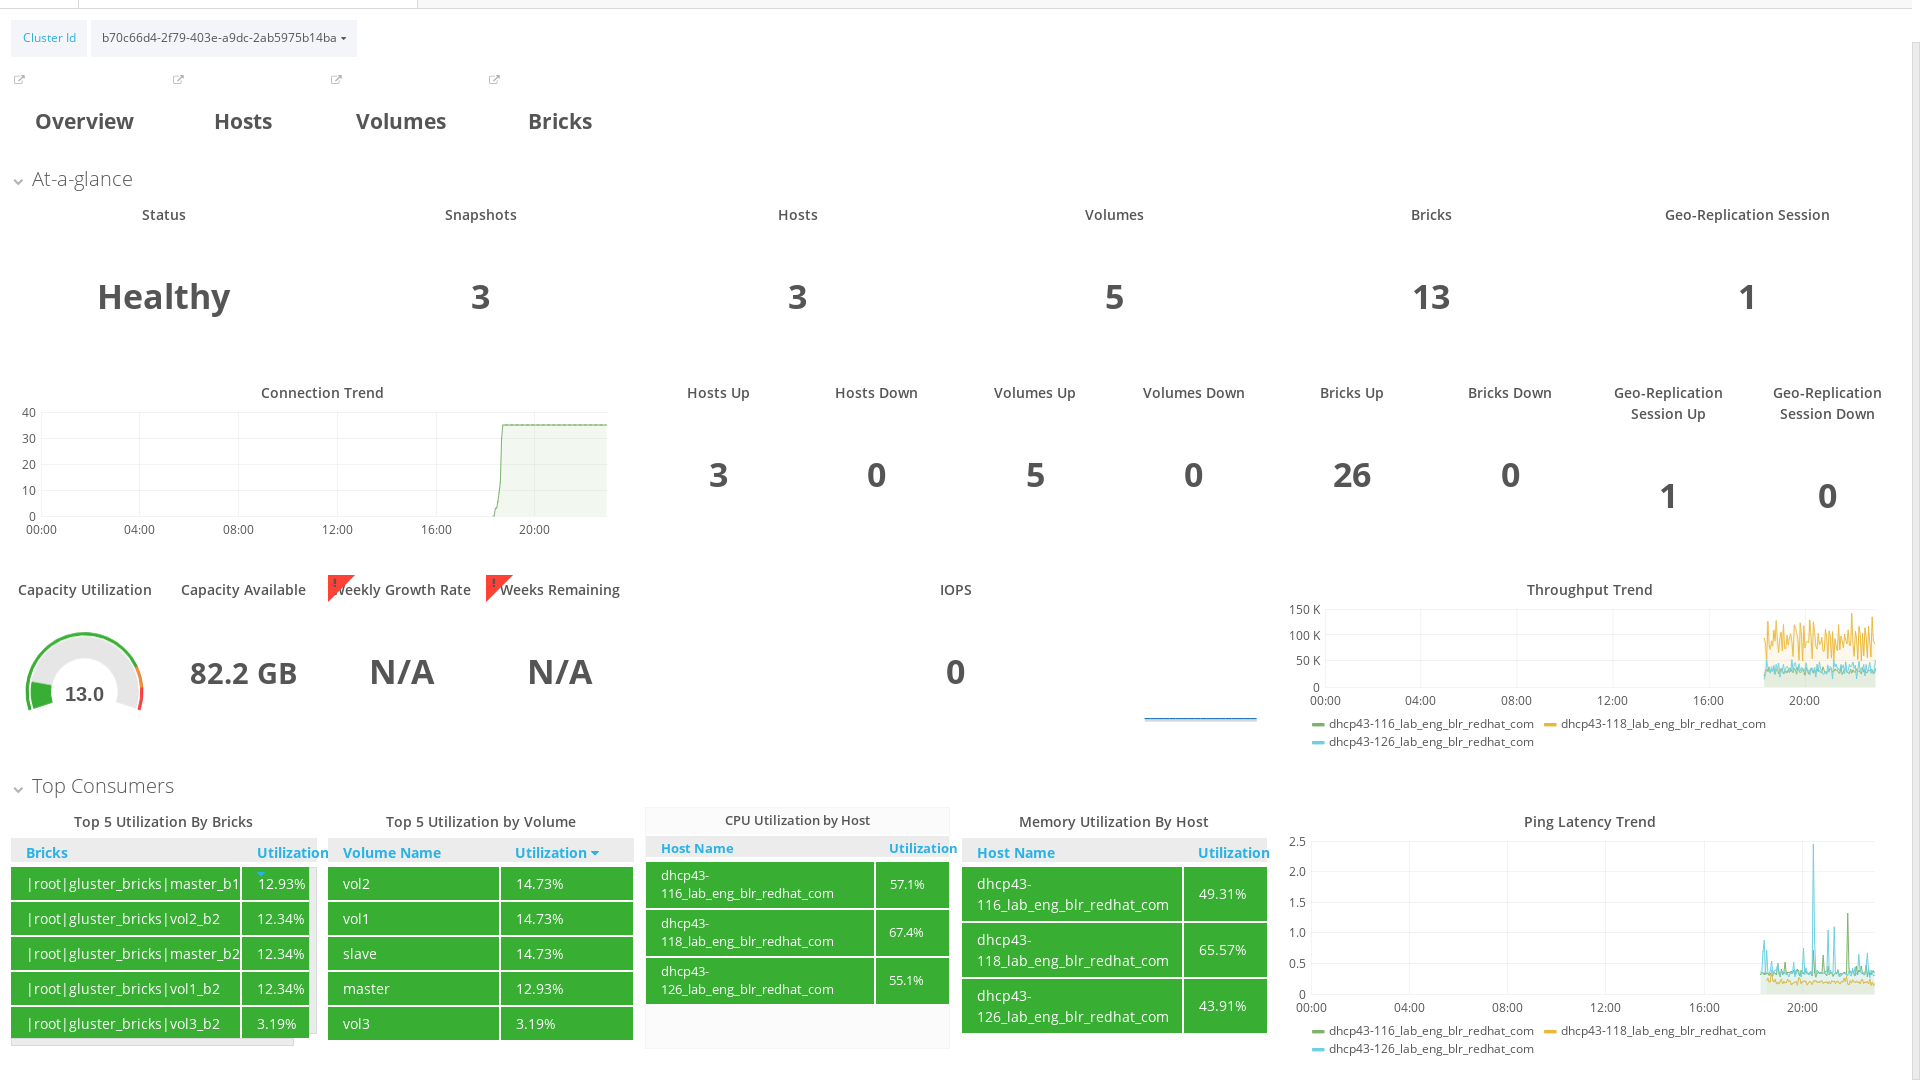 Cluster Id b70c66d4-2f79-403e-a9dc-2ab5975b14ba
Overview Hosts Volumes Bricks
At-a-glance
Status Snapshots Hosts Volumes Bricks Geo-Replication Session
Healthy 3 3 5 13 1
Connection Trend
40
30
20
10
0
00:00 04:00 08:00 12:00 16:00 20:00
Hosts Up Hosts Down Volumes Up Volumes Down Bricks Up Bricks Down Geo-Replication Geo-Replication
Session Up Session Down
3 0 5 0 26 0 1 0
Capacity Utilization Capacity Available Weekly Growth Rate Weeks Remaining
! !
13.0 82.2 GB N/A N/A
IOPS
0
Throughput Trend
150 K
100 K
50 K
0
00:00 04:00 08:00 12:00 16:00 20:00
dhcp43-116_lab_eng_blr_redhat_com dhcp43-118_lab_eng_blr_redhat_com
dhcp43-126_lab_eng_blr_redhat_com
Top Consumers
Top 5 Utilization By Bricks
Bricks Utilization
|root|gluster_bricks|master_b1 12.93%
|root|gluster_bricks|vol2_b2 12.34%
|root|gluster_bricks|master_b2 12.34%
|root|gluster_bricks|vol1_b2 12.34%
|root|gluster_bricks|vol3_b2 3.19%
Top 5 Utilization by Volume
Volume Name Utilization
vol2 14.73%
vol1 14.73%
slave 14.73%
master 12.93%
vol3 3.19%
CPU Utilization by Host
Host Name Utilization
dhcp43-
116_lab_eng_blr_redhat_com 57.1%
dhcp43-
118_lab_eng_blr_redhat_com 67.4%
dhcp43-
126_lab_eng_blr_redhat_com 55.1%
Memory Utilization By Host
Host Name Utilization
dhcp43-
116_lab_eng_blr_redhat_com 49.31%
dhcp43-
118_lab_eng_blr_redhat_com 65.57%
dhcp43-
126_lab_eng_blr_redhat_com 43.91%
Ping Latency Trend
2.5
2.0
1.5
1.0
0.5
0
00:00 04:00 08:00 12:00 16:00 20:00
dhcp43-116_lab_eng_blr_redhat_com dhcp43-118_lab_eng_blr_redhat_com
dhcp43-126_lab_eng_blr_redhat_com